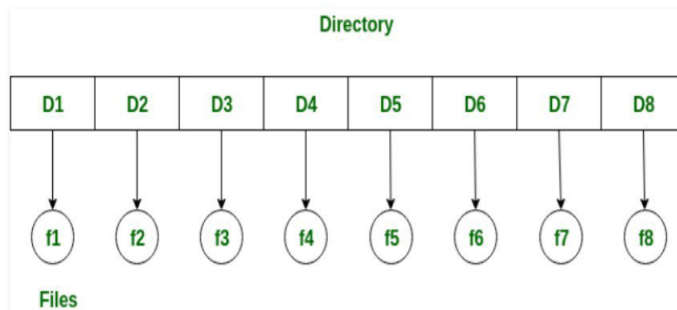 Directory
D1 D2 D3 D4 D5 D6 D7 D8
f1 f2 f3 f4 f5 f6 f7 f8
Files